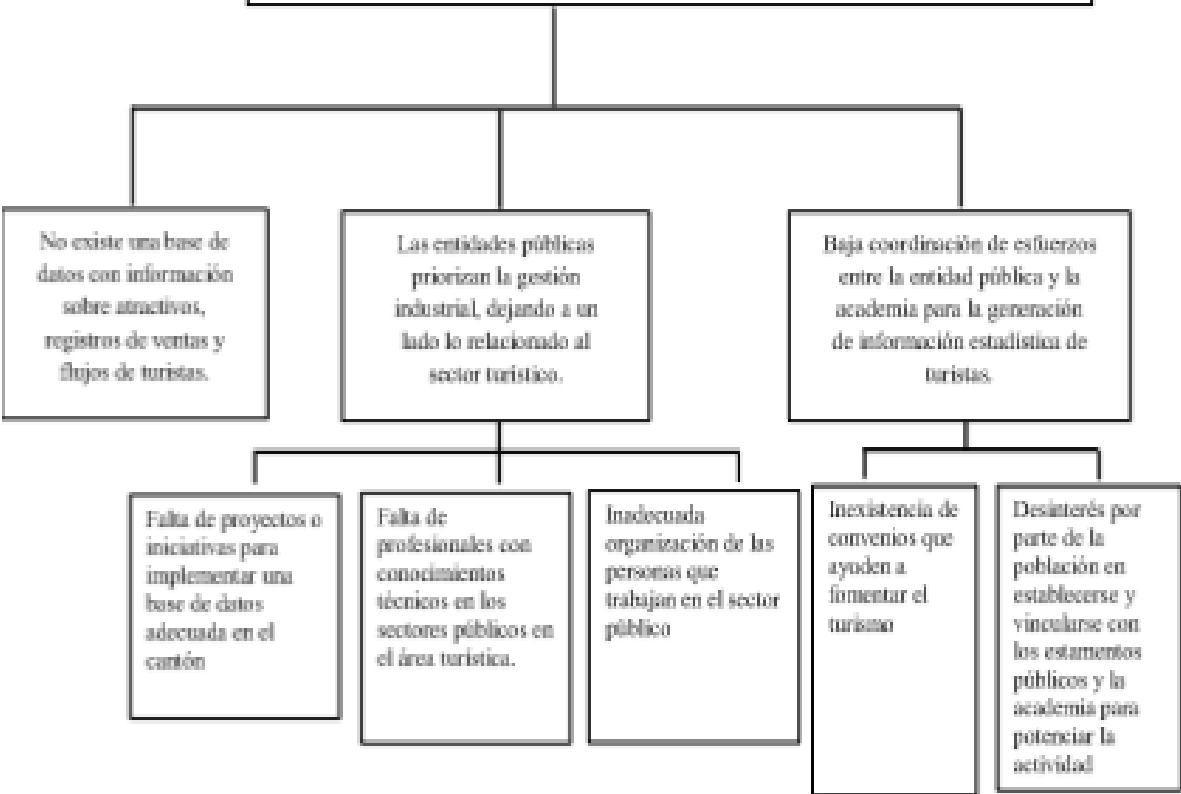 No existe una base de
datos con información
sobre atractivos,
registros de ventas y
flujos de turistas.
Las entidades públicas
priorizan la gestión
industrial, dejando a un
lado lo relacionado al
sector turístico.
Baja coordinación de esfuerzos
entre la entidad pública y la
academia para la generación
de información estadística de
turistas.
Falta de proyectos o
iniciativas para
implementar una
base de datos
adecuada en el
cantón
Falta de
profesionales con
conocimientos
técnicos en los
sectores públicos en
el área turística.
Inadecuada
organización de las
personas que
trabajan en el sector
público
Inexistencia de
convenios que
ayuden a
fomentar el
turismo
Desinterés por
parte de la
población en
establecerse y
vincularse con
los estamentos
públicos y la
academia para
potenciar la
actividad